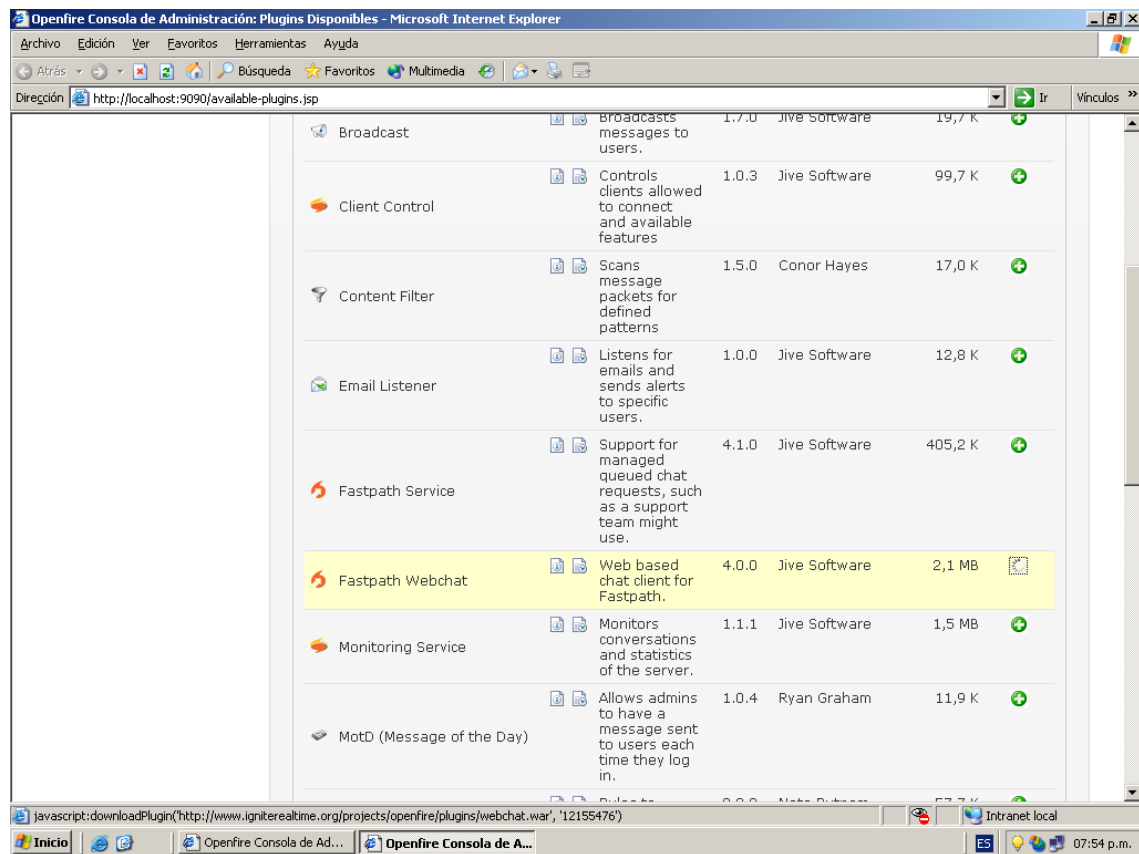 Openfire Consola de Administración: Plugins Disponibles - Microsoft Internet Explorer
Archivo Edición Ver Favoritos Herramientas Ayuda
Atrás Búsqueda Favoritos Multimedia
Dirección http://localhost:9090/available-plugins.jsp Ir Vínculos »
Broadcast
Broadcasts
messages to
users.
1.7.0 Jive Software 19,7 K
Client Control
Controls
clients allowed
to connect
and available
features
1.0.3 Jive Software 99,7 K
Content Filter
Scans
message
packets for
defined
patterns
1.5.0 Conor Hayes 17,0 K
Email Listener
Listens for
emails and
sends alerts
to specific
users.
1.0.0 Jive Software 12,8 K
Fastpath Service
Support for
managed
queued chat
requests, such
as a support
team might
use.
4.1.0 Jive Software 405,2 K
Fastpath Webchat
Web based
chat client for
Fastpath.
4.0.0 Jive Software 2,1 MB
Monitoring Service
Monitors
conversations
and statistics
of the server.
1.1.1 Jive Software 1,5 MB
MotD (Message of the Day)
Allows admins
to have a
message sent
to users each
time they log
in.
1.0.4 Ryan Graham 11,9 K
javascript:downloadPlugin('http://www.igniterealtime.org/projects/openfire/plugins/webchat.war', '12155476') Intranet local
Inicio Openfire Consola de Ad... Openfire Consola de A... ES 07:54 p.m.